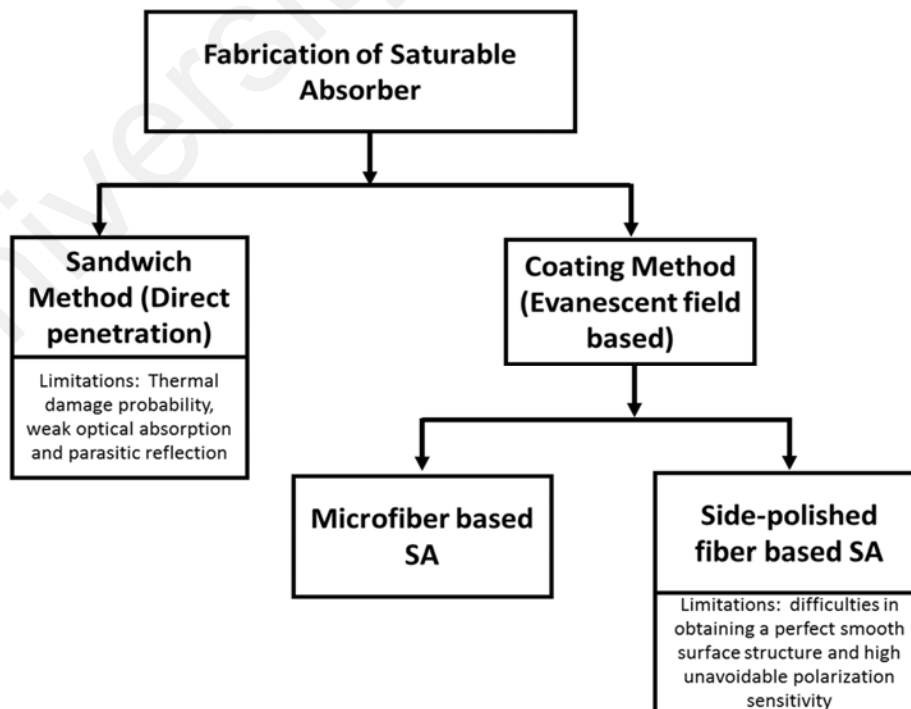 Fabrication of Saturable
Absorber
Sandwich
Method (Direct
penetration)
Limitations: Thermal
damage probability,
weak optical absorption
and parasitic reflection
Coating Method
(Evanescent field
based)
Microfiber based
SA
Side-polished
fiber based SA
Limitations: difficulties in
obtaining a perfect smooth
surface structure and high
unavoidable polarization
sensitivity